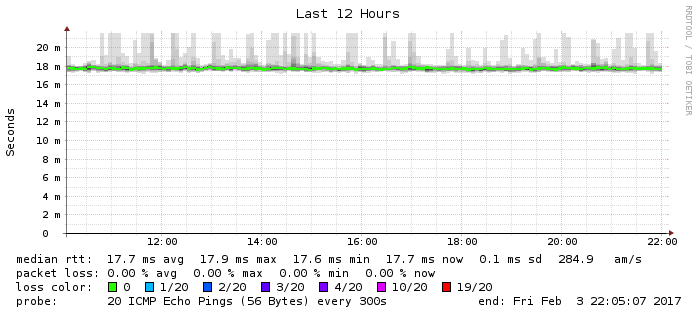 Last 12 Hours
RRDTOOL / TOBI OETIKER
Seconds
20 m
18 m
16 m
14 m
12 m
10 m
8 m
6 m
4 m
2 m
0
12:00 14:00 16:00 18:00 20:00 22:00
median rtt: 17.7 ms avg 17.9 ms max 17.6 ms min 17.7 ms now 0.1 ms sd 284.9 am/s
packet loss: 0.00 % avg 0.00 % max 0.00 % min 0.00 % now
loss color: 0 1/20 2/20 3/20 4/20 10/20 19/20
probe: 20 ICMP Echo Pings (56 Bytes) every 300s end: Fri Feb 3 22:05:07 2017